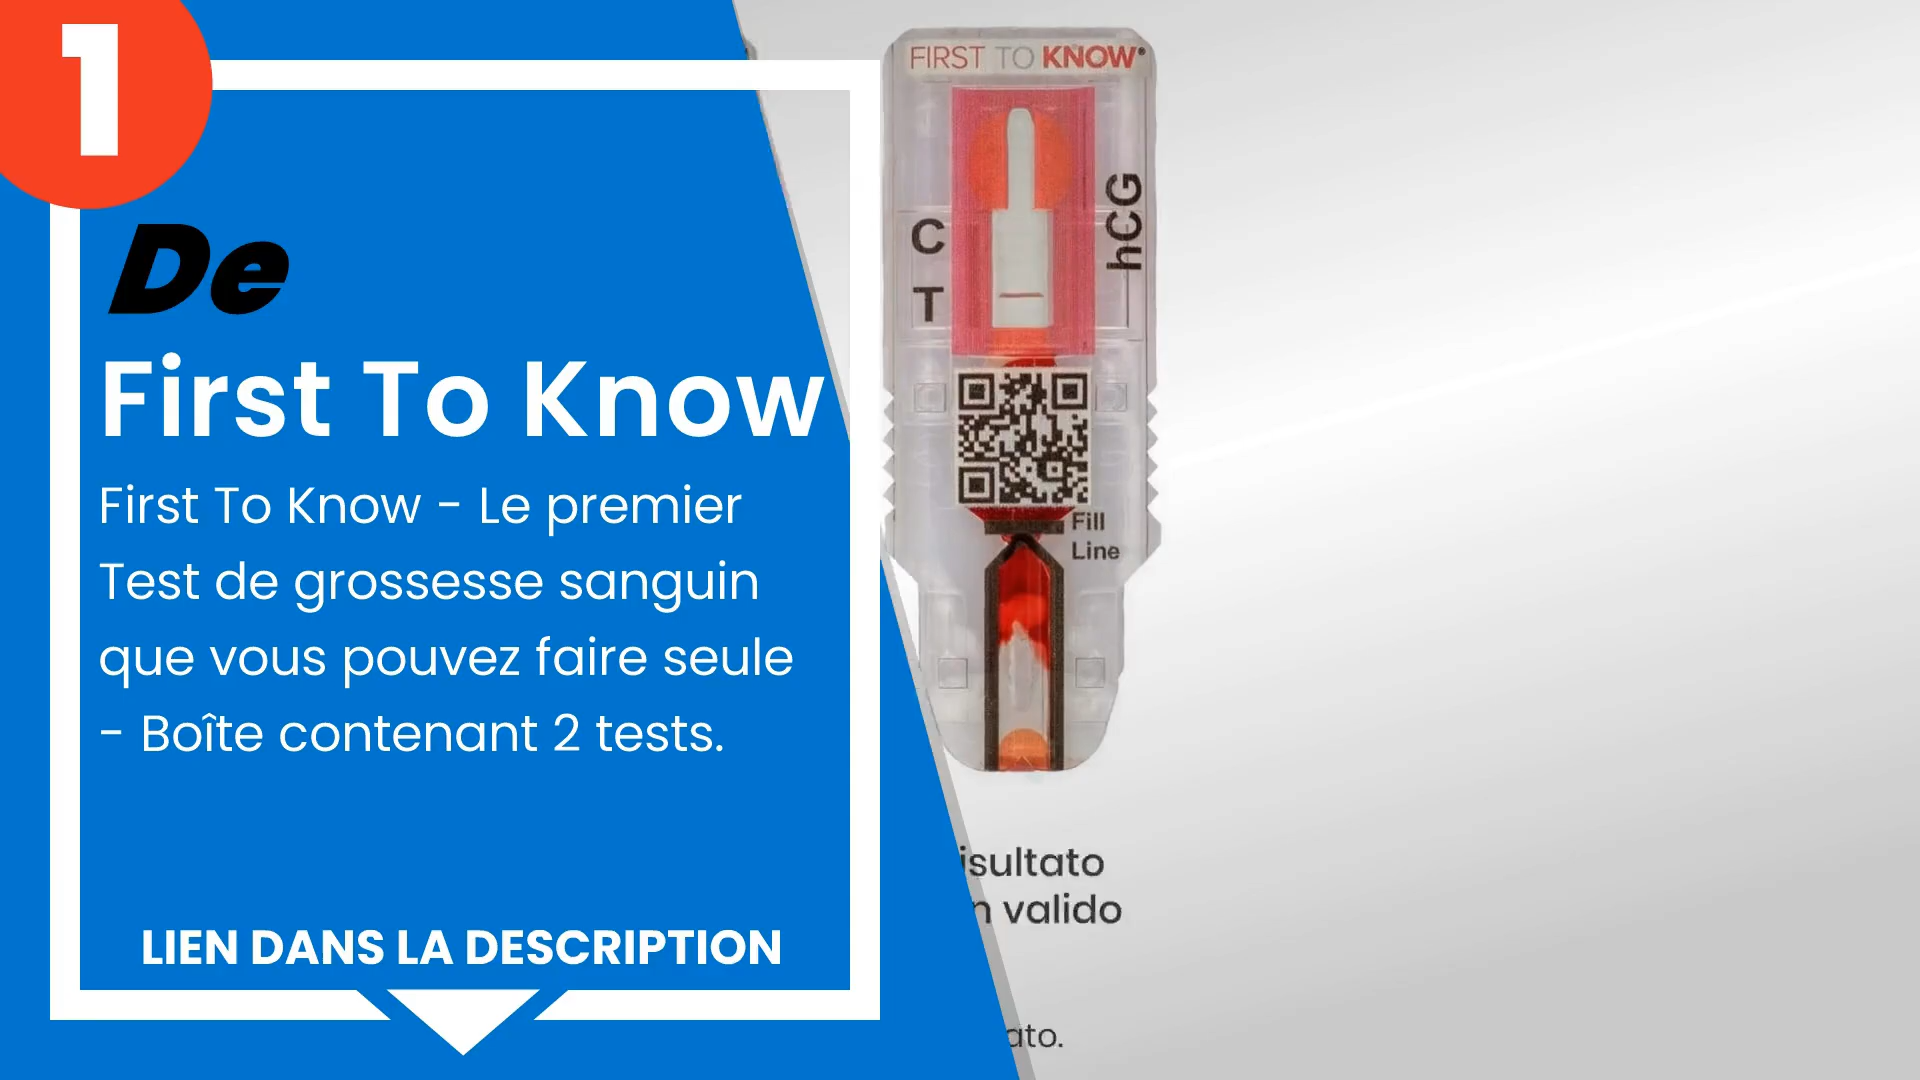 1
De
First To Know
First To Know - Le premier
Test de grossesse sanguin
que vous pouvez faire seule
- Boîte contenant 2 tests.
LIEN DANS LA DESCRIPTION
FIRST TO KNOW®
hCG
C
T
Fill
Line
isultato
n valido
ato.